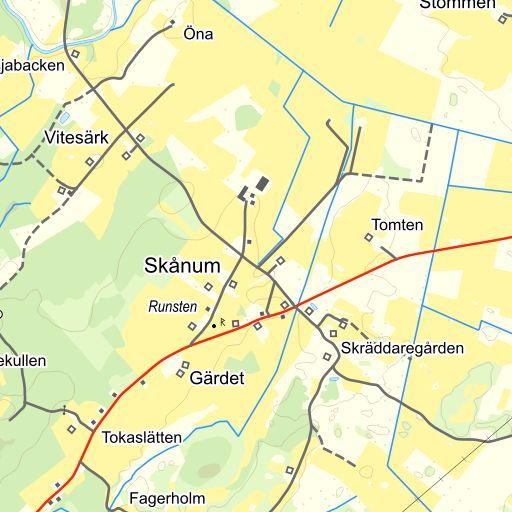 Stommen
Öna
jabacken
Vitesärk
Tomten
Skånum
Runsten
R
Skräddaregården
ekullen
Gärdet
Tokaslätten
Fagerholm